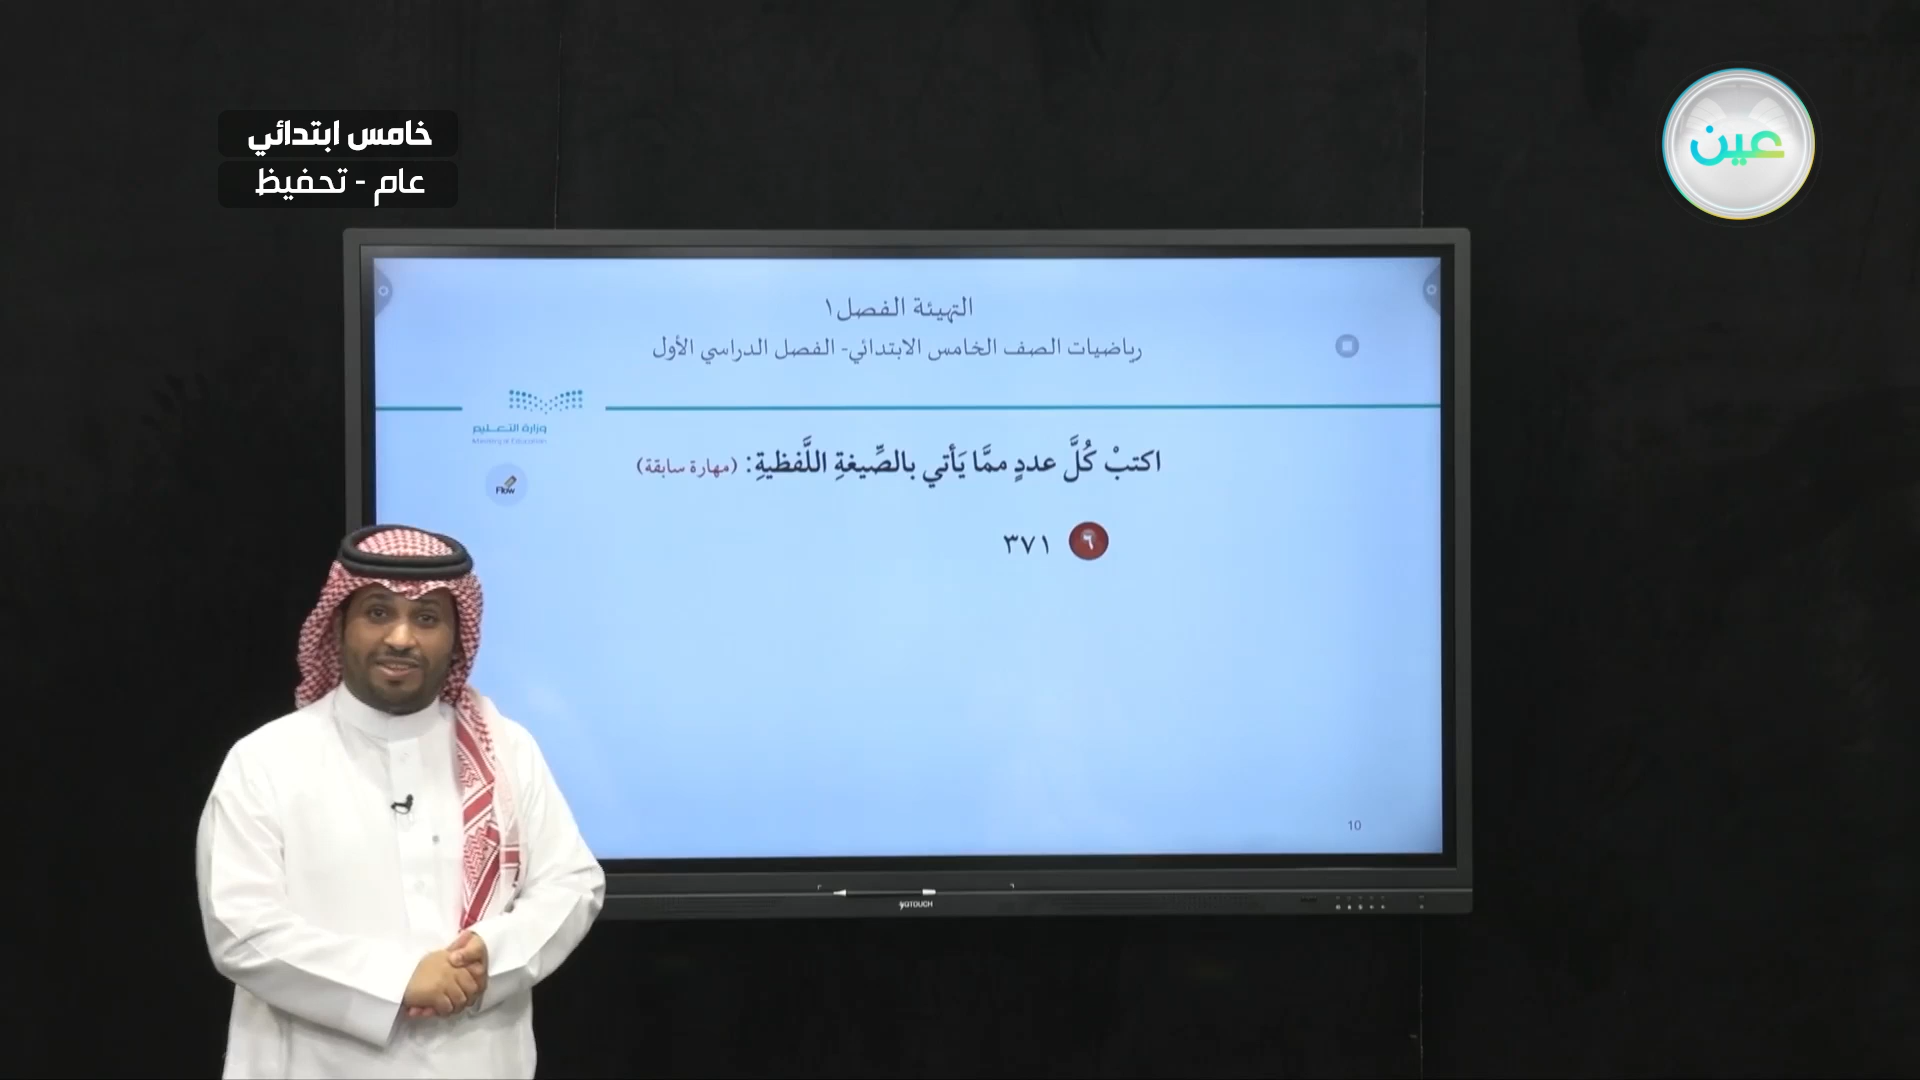 خامس ابتدائي
عام - تحفيظ
عين
التهيئة الفصل ١
رياضيات الصف الخامس الابتدائي- الفصل الدراسي الأول
وزارة التعليم
Ministry of Education
اكتبْ كُلَّ عددٍ ممَّا يَأتي بالصِّيغةِ اللَّفظيةِ: (مهارة سابقة)
Flow
٦ ٣٧١
10
YQTOUCH